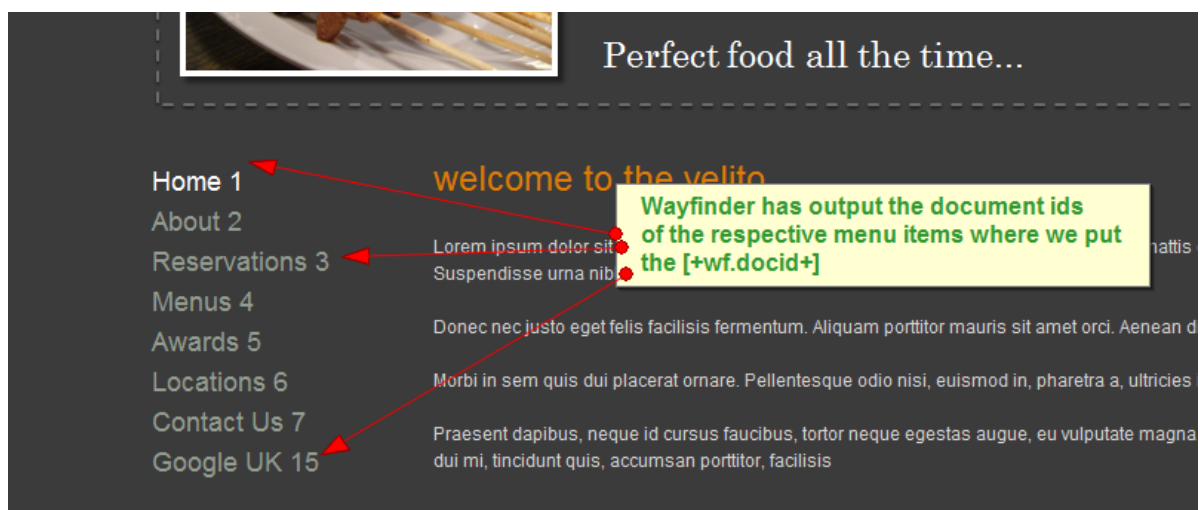 Perfect food all the time...
Home 1
About 2
Reservations 3
Menus 4
Awards 5
Locations 6
Contact Us 7
Google UK 15
welcome to the velito
Wayfinder has output the document ids
of the respective menu items where we put
the [+wf.docid+]
Lorem ipsum dolor sit
Suspendisse urna
Donec nec justo eget felis facilisis fermentum. Aliquam porttitor mauris sit amet orci. Aenean
Morbi in sem quis dui placerat ornare. Pellentesque odio nisi, euismod in, pharetra a, ultricies
Praesent dapibus, neque id cursus faucibus, tortor neque egestas augue, eu vulputate magna
dui mi, tincidunt quis, accumsan porttitor, facilisis